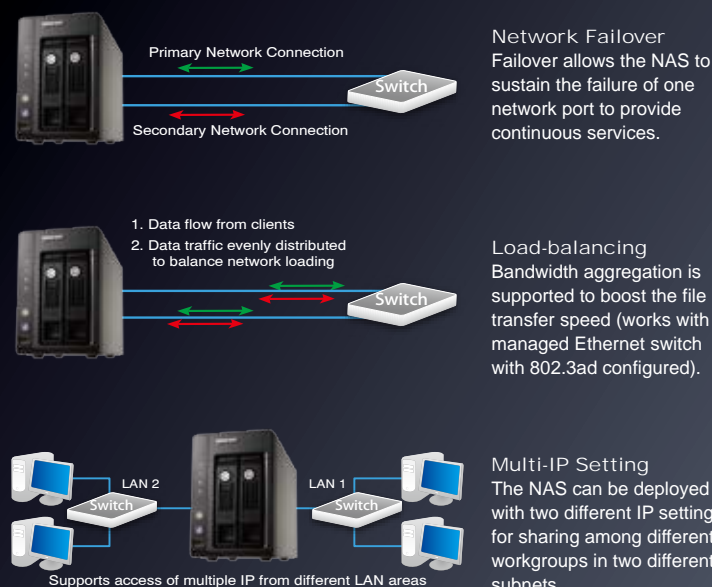 Primary Network Connection
Switch
Secondary Network Connection
Network Failover
Failover allows the NAS to
sustain the failure of one
network port to provide
continuous services.
1. Data flow from clients
2. Data traffic evenly distributed
to balance network loading
Switch
Load-balancing
Bandwidth aggregation is
supported to boost the file
transfer speed (works with
managed Ethernet switch
with 802.3ad configured).
LAN 2
Switch
LAN 1
Switch
Supports access of multiple IP from different LAN areas
Multi-IP Setting
The NAS can be deployed
with two different IP setting
for sharing among different
workgroups in two different
subnets